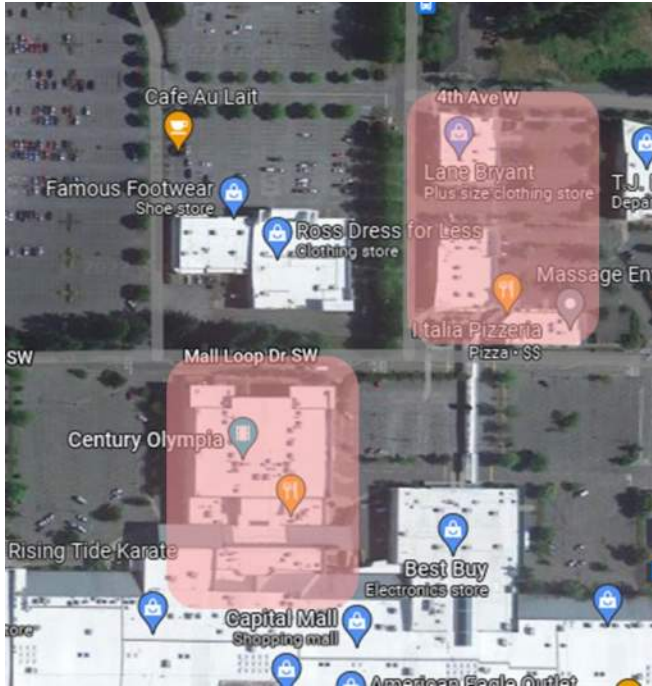 4th Ave W
Cafe Au Lait
Lane Bryant
Plus size clothing store
T.J.
Famous Footwear
Shoe store
Ross Dress for Less
Clothing store
Massage
Italia Pizzeria
Pizza • $$
SW
Mall Loop Dr SW
Century Olympia
Rising Tide Karate
Best Buy
Electronics store
Capital Mall
Shopping mall
American Eagle Outlet